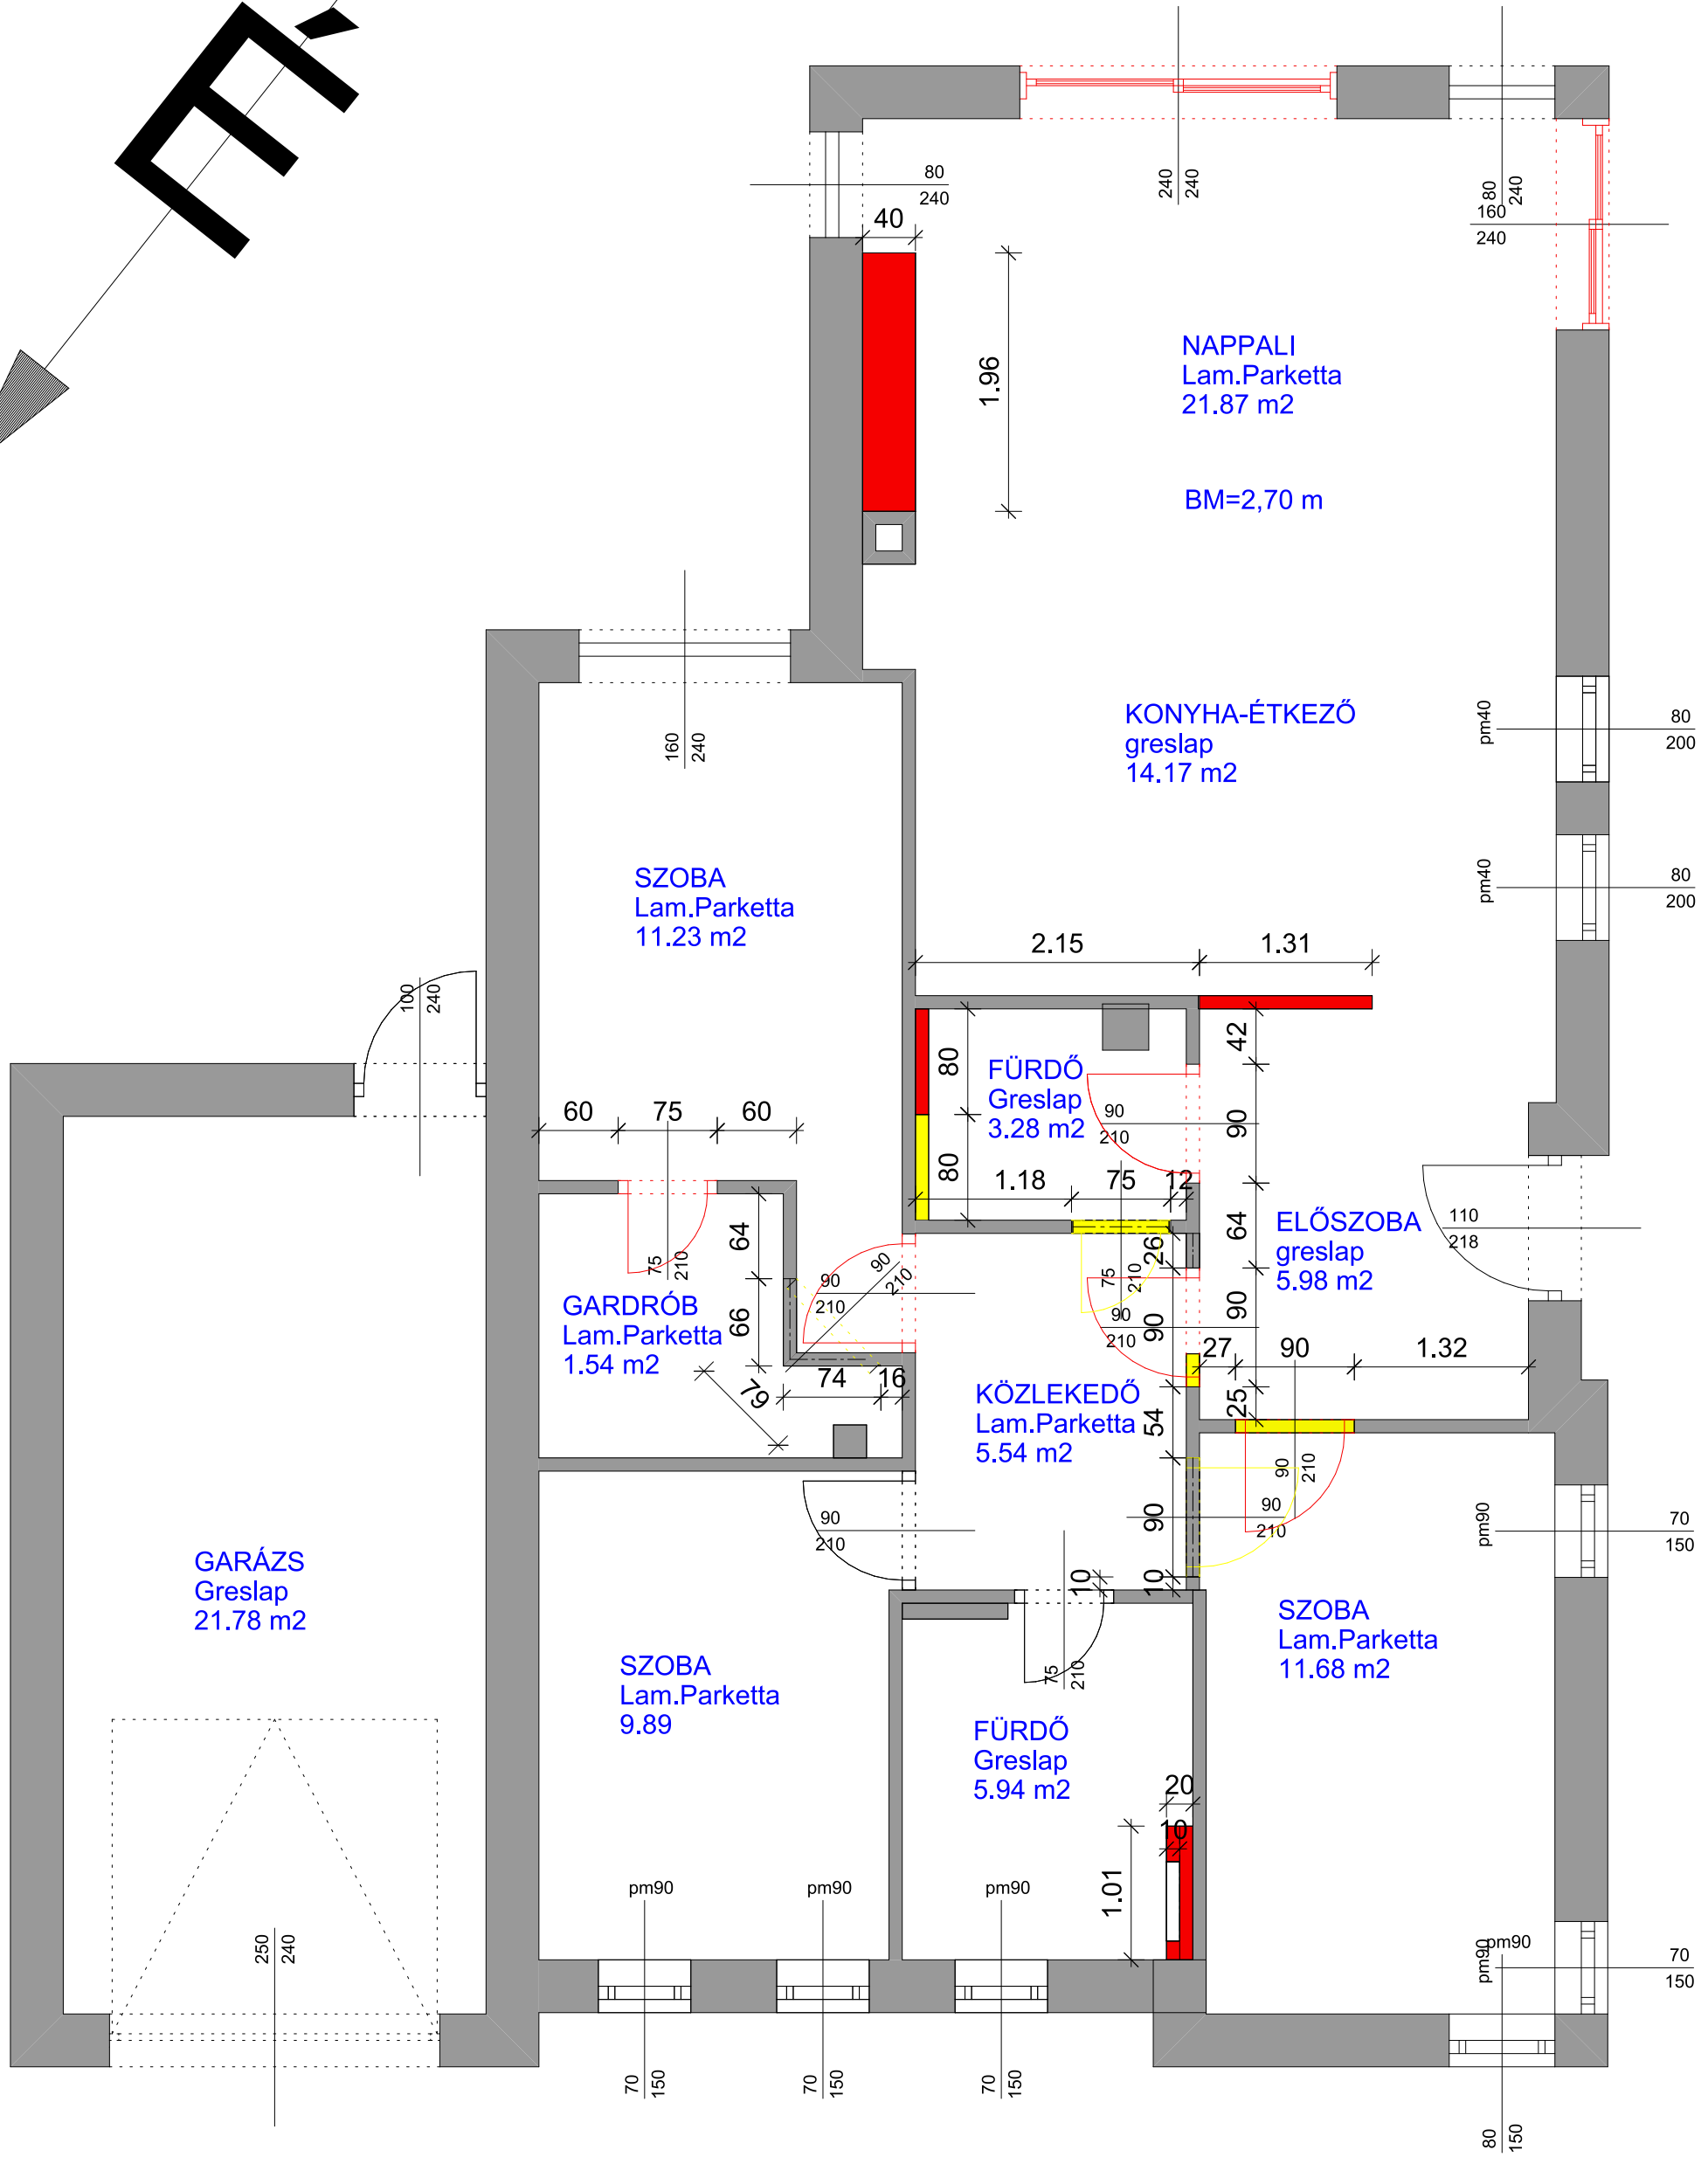 É
80
240
40
240
240
80
240
160
240
1.96
NAPPALI
Lam.Parketta
21.87 m2
BM=2,70 m
160
240
KONYHA-ÉTKEZŐ
greslap
14.17 m2
pm40
80
200
SZOBA
Lam.Parketta
11.23 m2
pm40
80
200
2.15
1.31
100
240
42
80
FÜRDŐ
Greslap
3.28 m2
90
210
90
60
75
60
80
1.18
75
12
64
64
ELŐSZOBA
greslap
5.98 m2
110
218
26
75
210
75
210
90
210
90
210
GARDRÓB
Lam.Parketta
1.54 m2
66
90
210
90
90
27
90
1.32
74
16
79
25
KÖZLEKEDŐ
Lam.Parketta
5.54 m2
54
90
210
90
210
90
210
90
10
10
pm90
70
150
GARÁZS
Greslap
21.78 m2
SZOBA
Lam.Parketta
9.89
75
210
SZOBA
Lam.Parketta
11.68 m2
FÜRDŐ
Greslap
5.94 m2
20
10
1.01
pm90
pm90
pm90
250
240
pm90
pm90
70
150
70
150
70
150
70
150
80
150